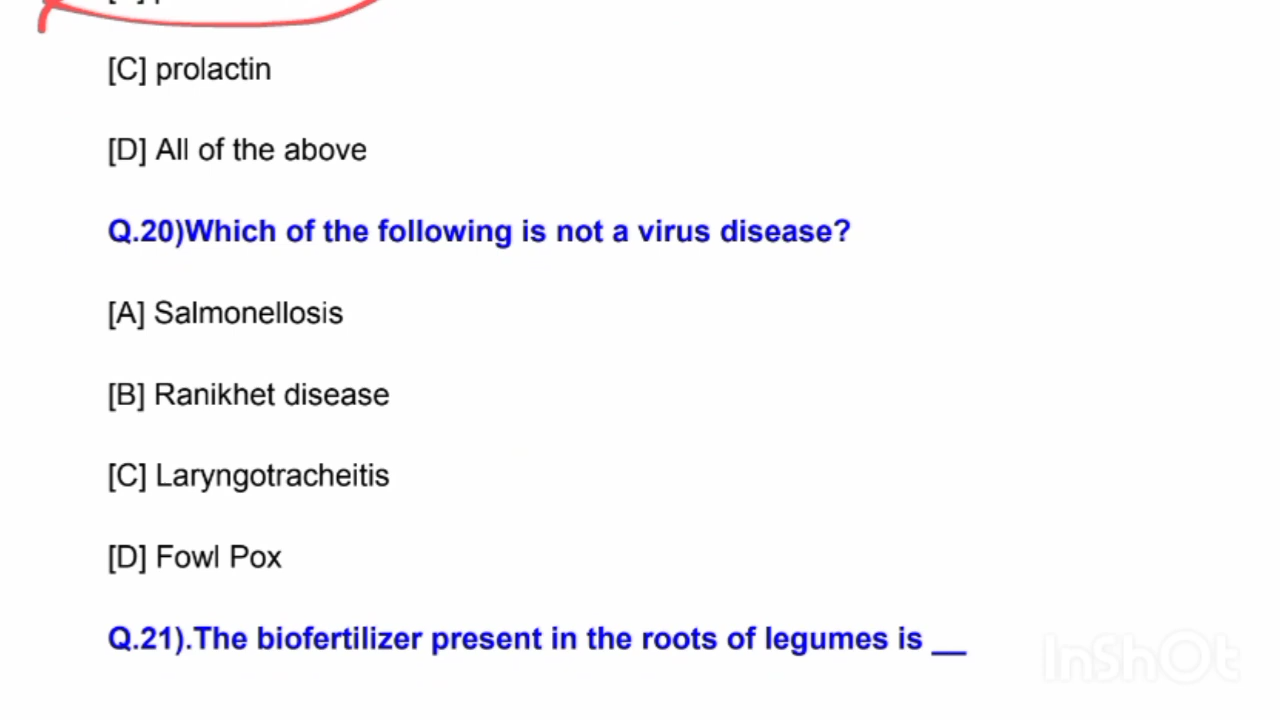 [C] prolactin
[D] All of the above
Q.20)Which of the following is not a virus disease?
[A] Salmonellosis
[B] Ranikhet disease
[C] Laryngotracheitis
[D] Fowl Pox
Q.21).The biofertilizer present in the roots of legumes is __
InShOt